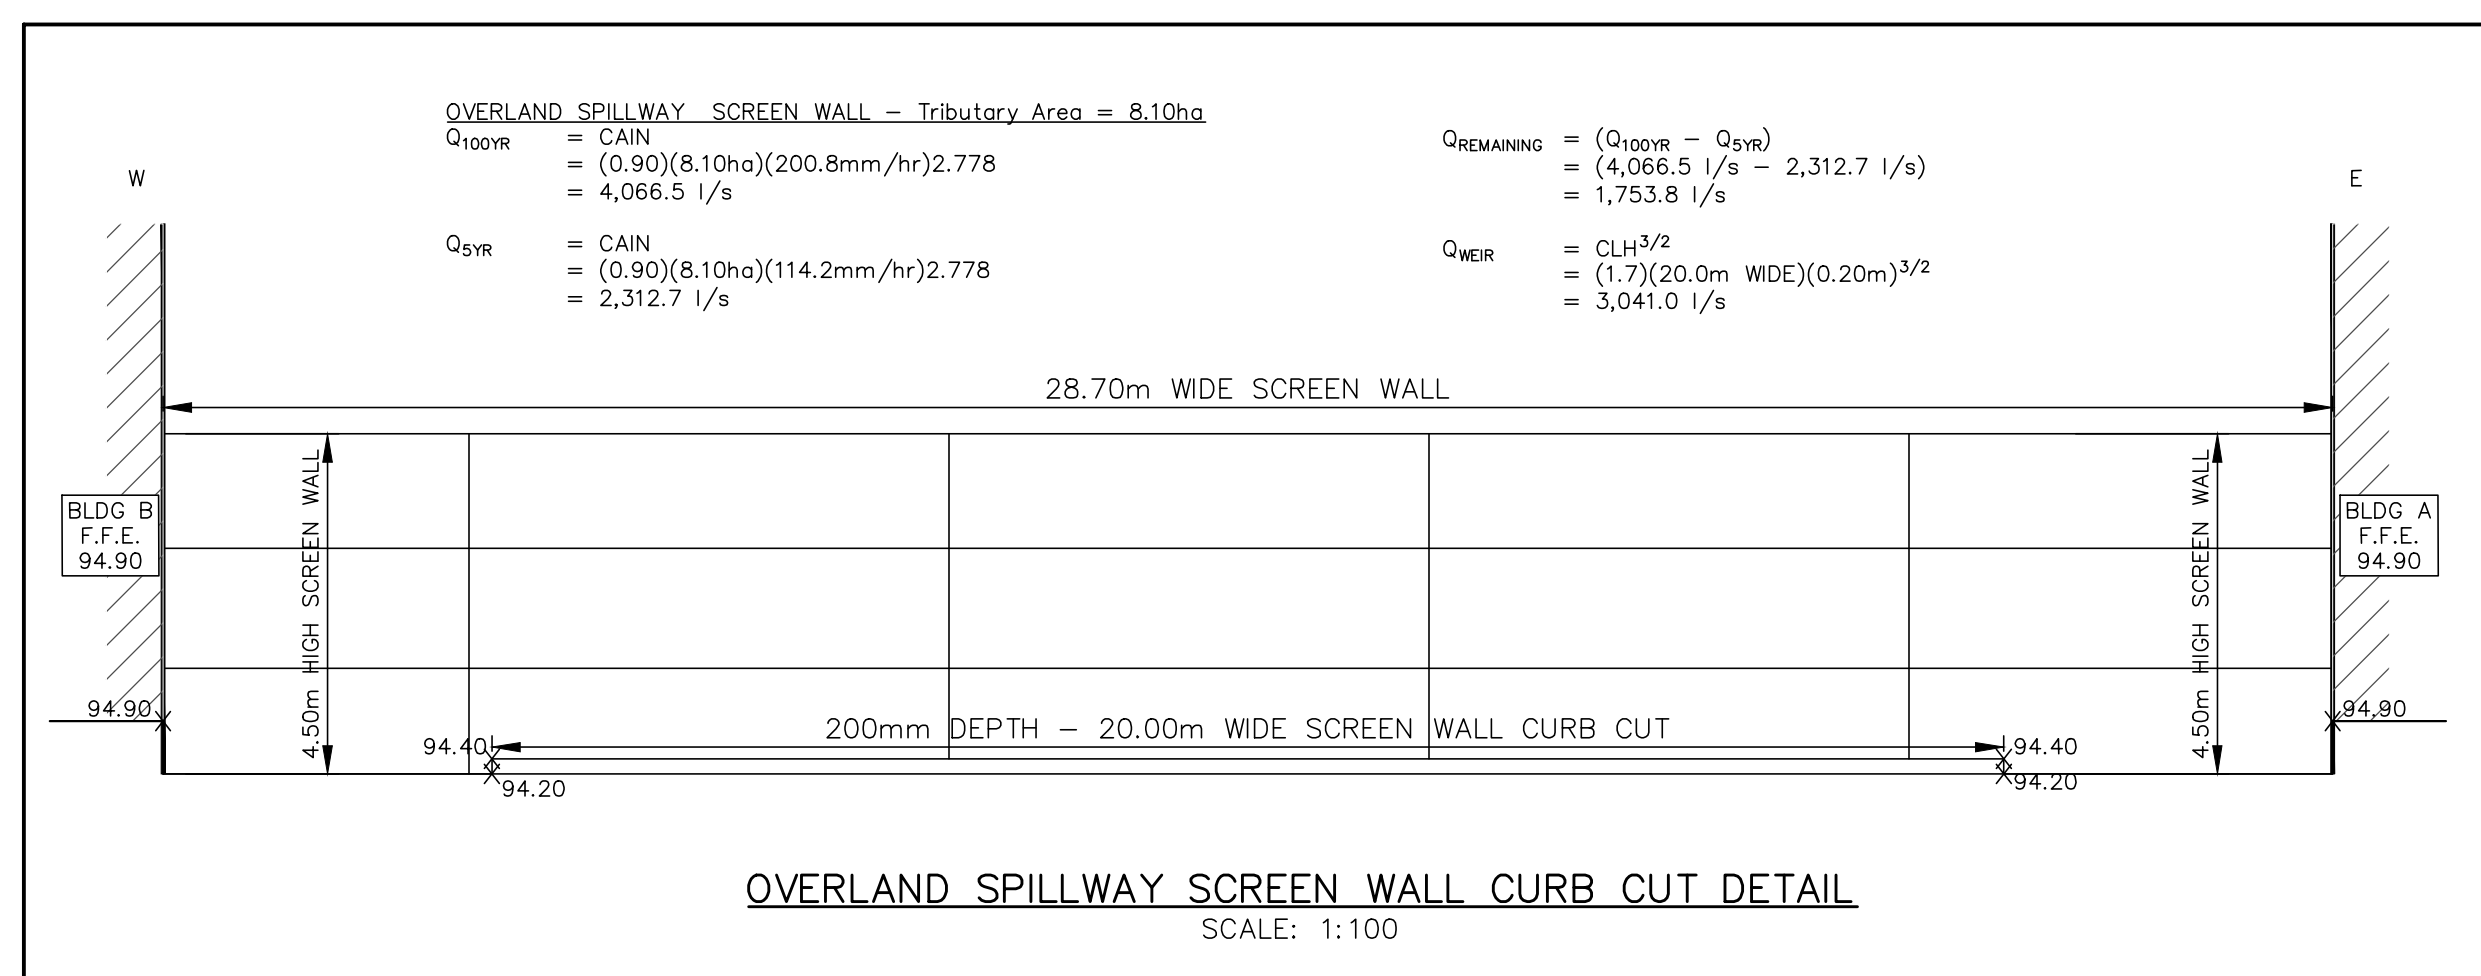 OVERLAND SPILLWAY SCREEN WALL – Tributary Area = 8.10ha
Q100YR = CAIN
= (0.90)(8.10ha)(200.8mm/hr)2.778
= 4,066.5 l/s
Q5YR = CAIN
= (0.90)(8.10ha)(114.2mm/hr)2.778
= 2,312.7 l/s
QREMAINING = (Q100YR – Q5YR)
= (4,066.5 l/s – 2,312.7 l/s)
= 1,753.8 l/s
QWEIR = CLH3/2
= (1.7)(20.0m WIDE)(0.20m)3/2
= 3,041.0 l/s
W
E
28.70m WIDE SCREEN WALL
4.50m HIGH SCREEN WALL
4.50m HIGH SCREEN WALL
BLDG B
F.F.E.
94.90
BLDG A
F.F.E.
94.90
94.90
94.90
200mm DEPTH – 20.00m WIDE SCREEN WALL CURB CUT
94.40
94.40
94.20
94.20
OVERLAND SPILLWAY SCREEN WALL CURB CUT DETAIL
SCALE: 1:100